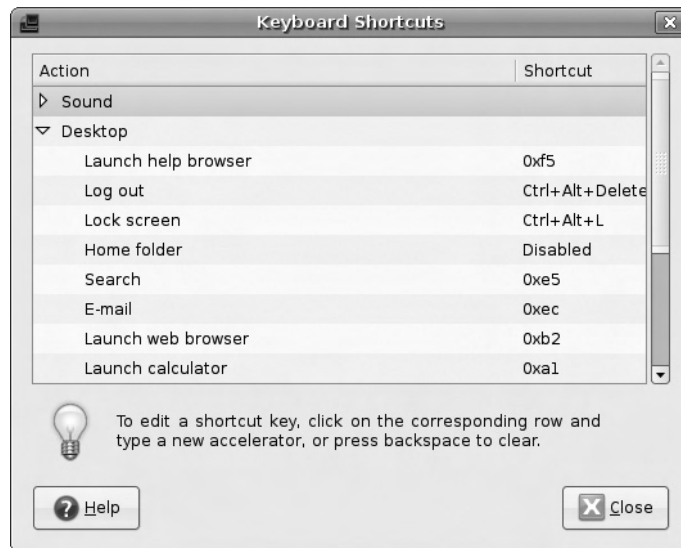 Keyboard Shortcuts
Action Shortcut
Sound
Desktop
Launch help browser 0xf5
Log out Ctrl+Alt+Delete
Lock screen Ctrl+Alt+L
Home folder Disabled
Search 0xe5
E-mail 0xec
Launch web browser 0xb2
Launch calculator 0xa1
To edit a shortcut key, click on the corresponding row and
type a new accelerator, or press backspace to clear.
Help Close